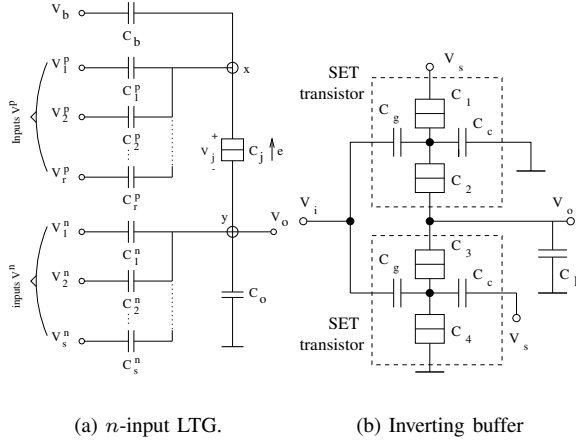 V_b
C_b
V_1^p
C_1^p
x
Inputs V^p
V_2^p
C_2^p
+
V_j
-
C_j
e
V_r^p
C_r^p
y
V_o
V_1^n
C_1^n
inputs V^n
V_2^n
C_2^n
C_o
V_s^n
C_s^n
(a) n-input LTG.
SET
transistor
V_s
C_1
C_g
C_c
C_2
V_i
V_o
C_3
C_g
C_c
C_4
V_s
SET
transistor
(b) Inverting buffer